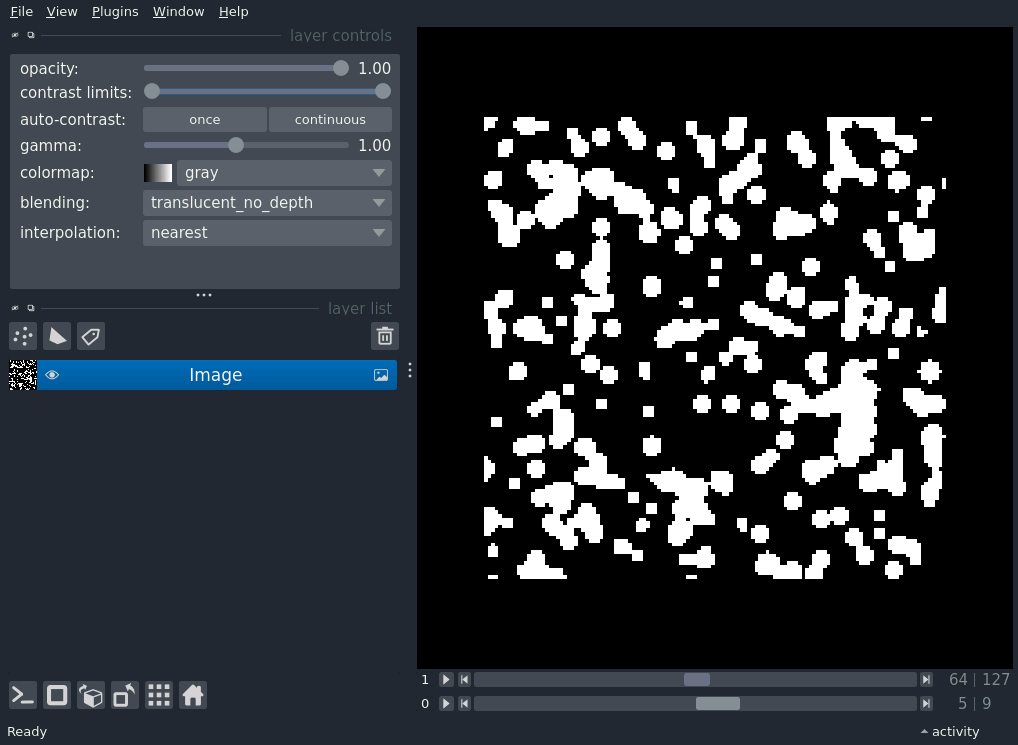 File View Plugins Window Help
layer controls
opacity: 1.00
contrast limits:
auto-contrast: once continuous
gamma: 1.00
colormap: gray
blending: translucent_no_depth
interpolation: nearest
layer list
Image
1 64 | 127
0 5 | 9
Ready activity